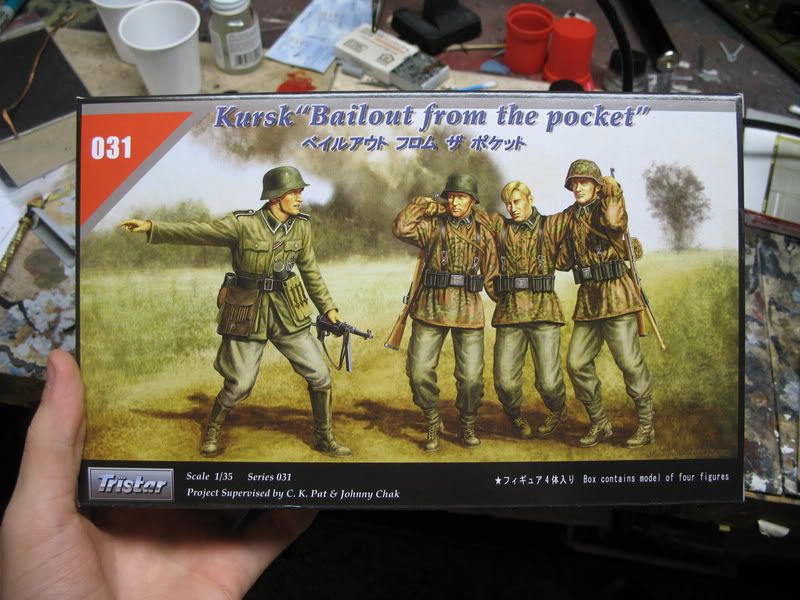 Kursk "Bailout from the pocket"
ベイルアウト フロム ザ ポケット
031
Tristar
Scale 1/35 Series 031
Project Supervised by C. K. Pat & Johnny Chak
★フィギュア4体入り Box contains model of four figures